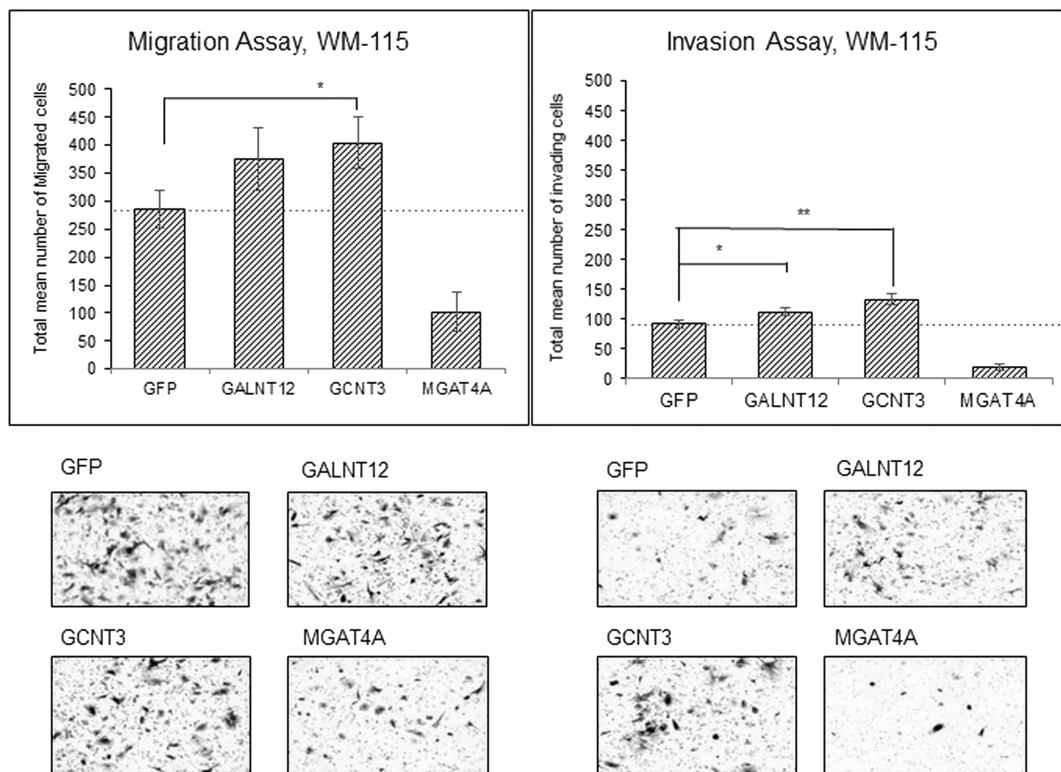 Migration Assay, WM-115
Total mean number of Migrated cells
500
450
400
350
300
250
200
150
100
50
0
*
GFP GALNT12 GCNT3 MGAT4A
Invasion Assay, WM-115
Total mean number of invading cells
500
450
400
350
300
250
200
150
100
50
0
**
*
GFP GALNT12 GCNT3 MGAT4A
GFP GALNT12
GCNT3 MGAT4A
GFP GALNT12
GCNT3 MGAT4A